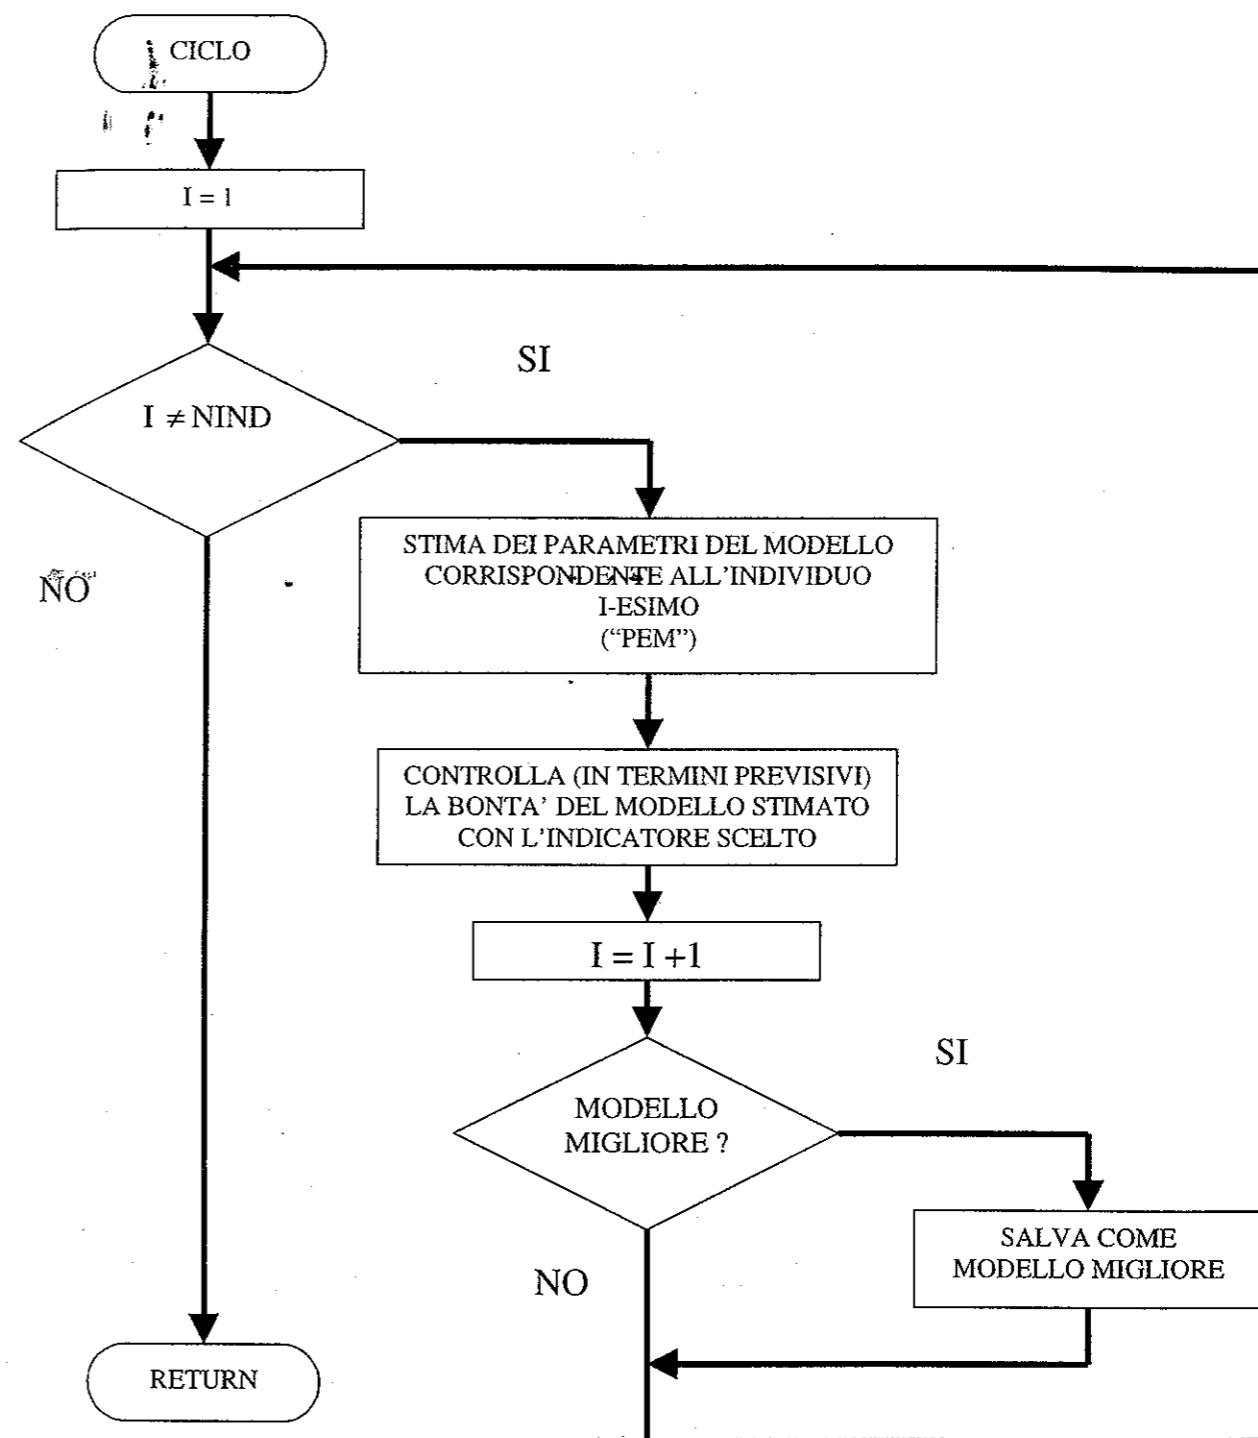 CICLO
I = 1
SI
I ≠ NIND
NO
STIMA DEI PARAMETRI DEL MODELLO
CORRISPONDENTE ALL'INDIVIDUO
I-ESIMO
(“PEM”)
CONTROLLA (IN TERMINI PREVISIVI)
LA BONTA’ DEL MODELLO STIMATO
CON L’INDICATORE SCELTO
I = I +1
SI
MODELLO
MIGLIORE ?
SALVA COME
MODELLO MIGLIORE
NO
RETURN